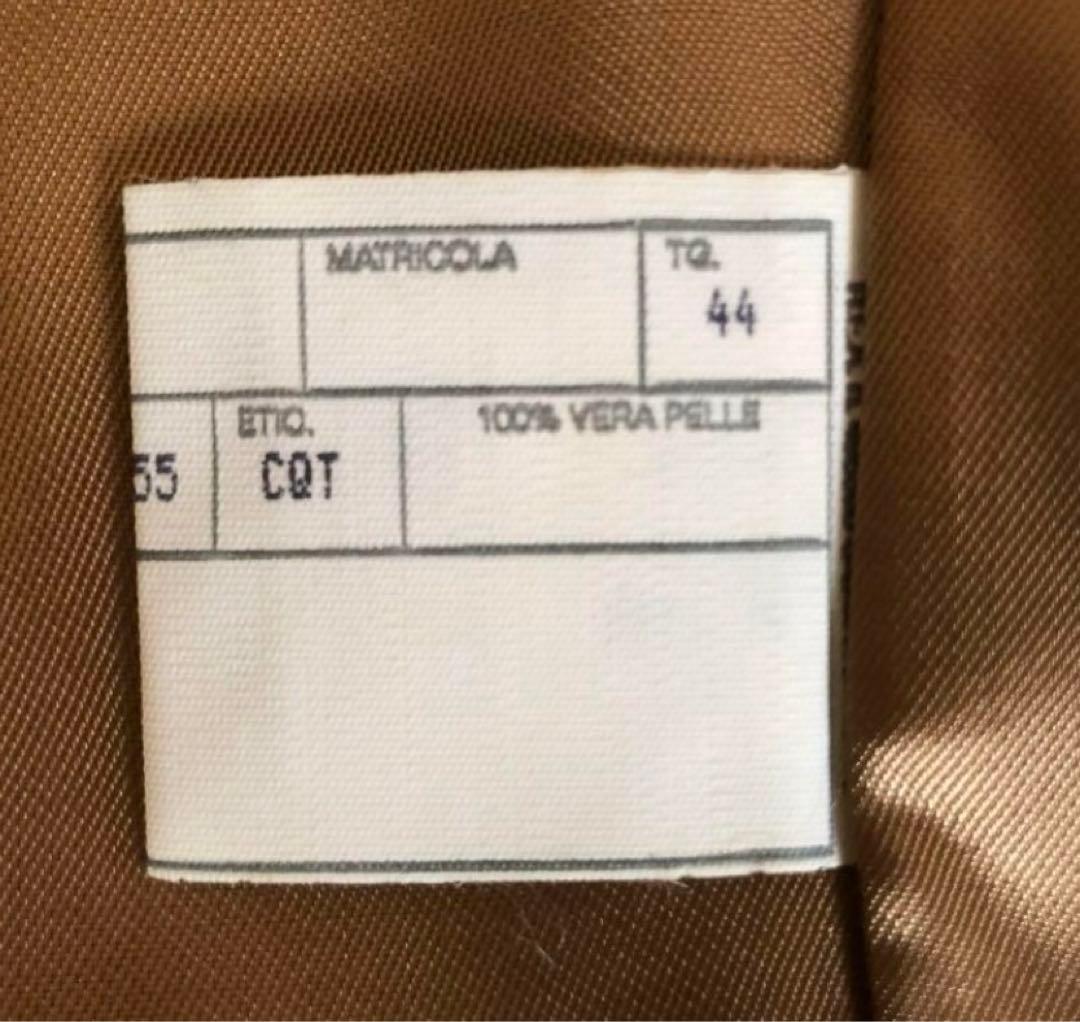 MATRICOLA TG.
44
ETIQ. 100% VERA PELLE
55 CQT